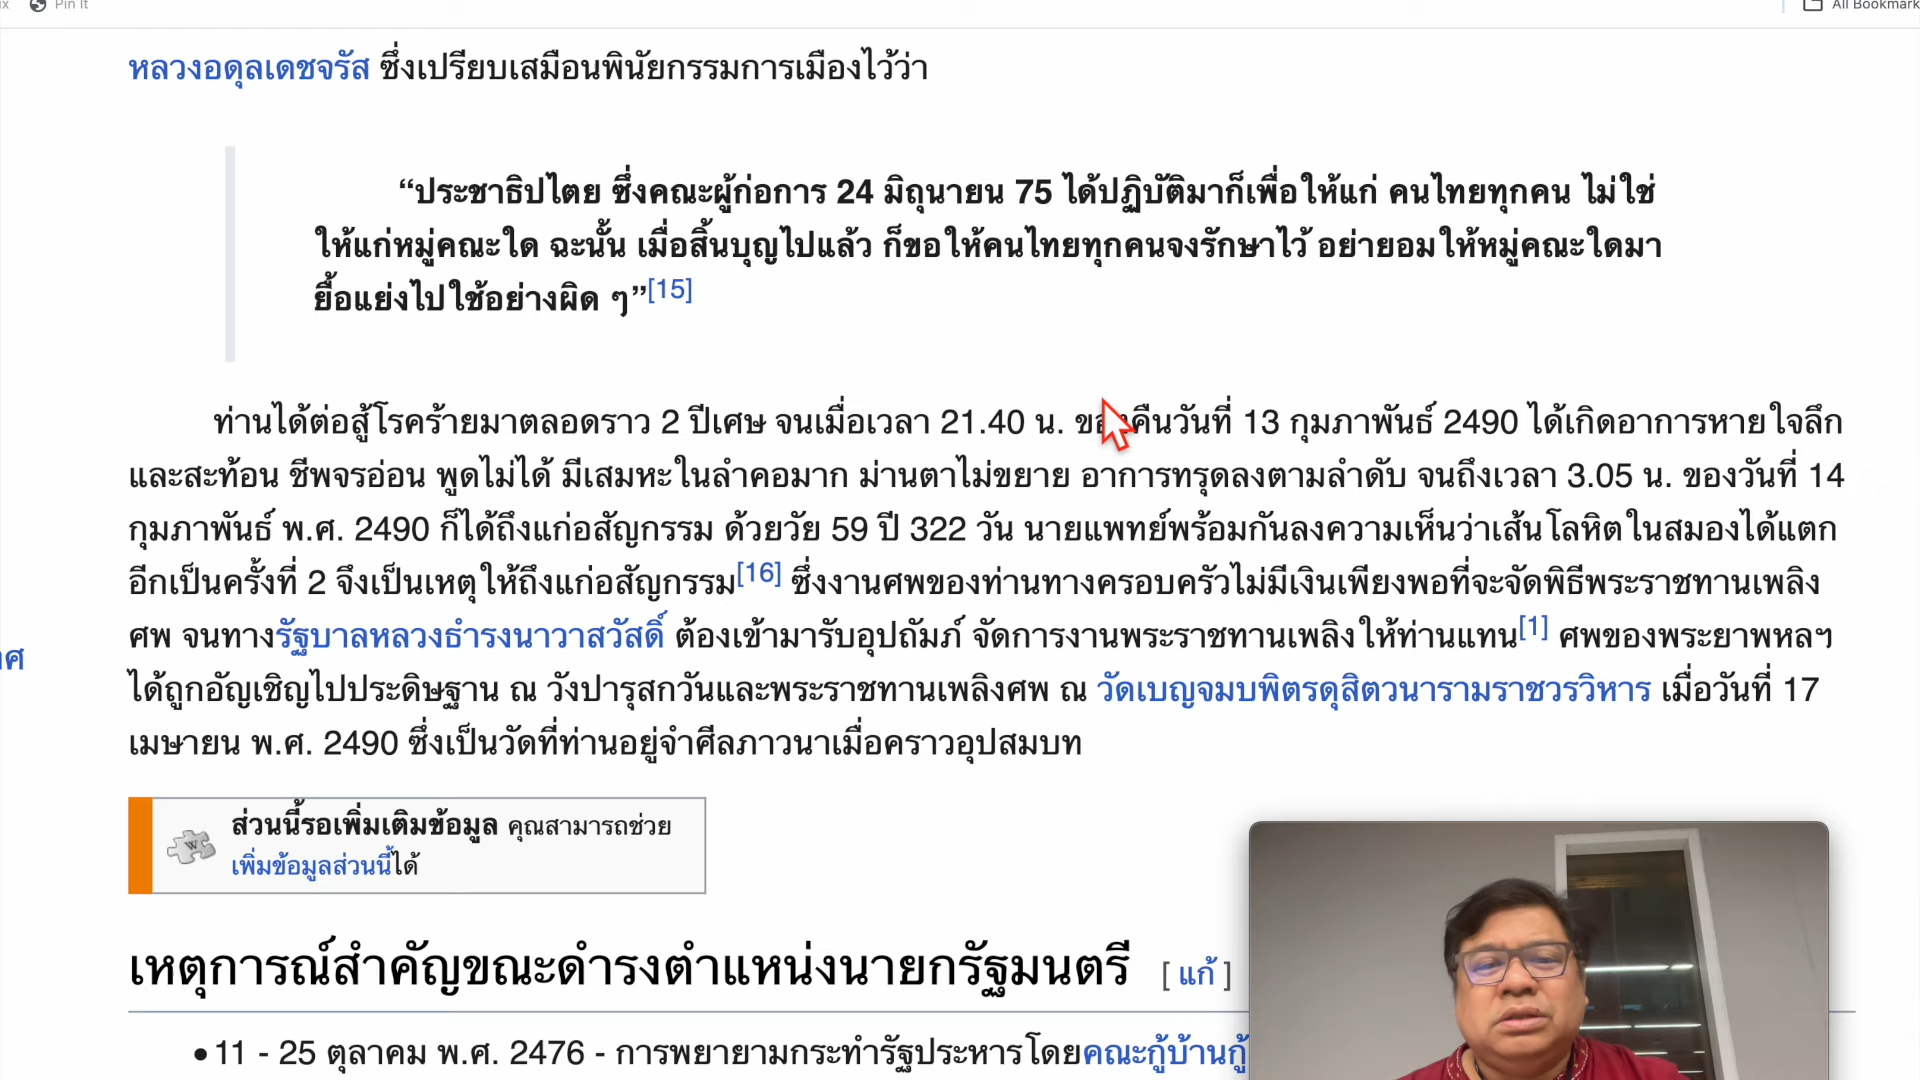 Pin It
All Bookmark
หลวงอดุลเดชจรัส ซึ่งเปรียบเสมือนพินัยกรรมการเมืองไว้ว่า
“ประชาธิปไตย ซึ่งคณะผู้ก่อการ 24 มิถุนายน 75 ได้ปฏิบัติมาก็เพื่อให้แก่ คนไทยทุกคน ไม่ใช่
ให้แก่หมู่คณะใด ฉะนั้น เมื่อสิ้นบุญไปแล้ว ก็ขอให้คนไทยทุกคนจงรักษาไว้ อย่ายอมให้หมู่คณะใดมา
ยื้อแย่งไปใช้อย่างผิด ๆ”[15]
ท่านได้ต่อสู้โรคร้ายมาตลอดราว 2 ปีเศษ จนเมื่อเวลา 21.40 น. ของคืนวันที่ 13 กุมภาพันธ์ 2490 ได้เกิดอาการหายใจลึก
และสะท้อน ชีพจรอ่อน พูดไม่ได้ มีเสมหะในลำคอมาก ม่านตาไม่ขยาย อาการทรุดลงตามลำดับ จนถึงเวลา 3.05 น. ของวันที่ 14
กุมภาพันธ์ พ.ศ. 2490 ก็ได้ถึงแก่อสัญกรรม ด้วยวัย 59 ปี 322 วัน นายแพทย์พร้อมกันลงความเห็นว่าเส้นโลหิตในสมองได้แตก
อีกเป็นครั้งที่ 2 จึงเป็นเหตุให้ถึงแก่อสัญกรรม[16] ซึ่งงานศพของท่านทางครอบครัวไม่มีเงินเพียงพอที่จะจัดพิธีพระราชทานเพลิง
ศพ จนทางรัฐบาลหลวงธำรงนาวาสวัสดิ์ ต้องเข้ามารับอุปถัมภ์ จัดการงานพระราชทานเพลิงให้ท่านแทน[1] ศพของพระยาพหลฯ
ได้ถูกอัญเชิญไปประดิษฐาน ณ วังปารุสกวันและพระราชทานเพลิงศพ ณ วัดเบญจมบพิตรดุสิตวนารามราชวรวิหาร เมื่อวันที่ 17
เมษายน พ.ศ. 2490 ซึ่งเป็นวัดที่ท่านอยู่จำศีลภาวนาเมื่อคราวอุปสมบท
ส่วนนี้รอเพิ่มเติมข้อมูล คุณสามารถช่วย
เพิ่มข้อมูลส่วนนี้ได้
เหตุการณ์สำคัญขณะดำรงตำแหน่งนายกรัฐมนตรี [ แก้ ]
•11 - 25 ตุลาคม พ.ศ. 2476 - การพยายามกระทำรัฐประหารโดยคณะกู้บ้านกู้